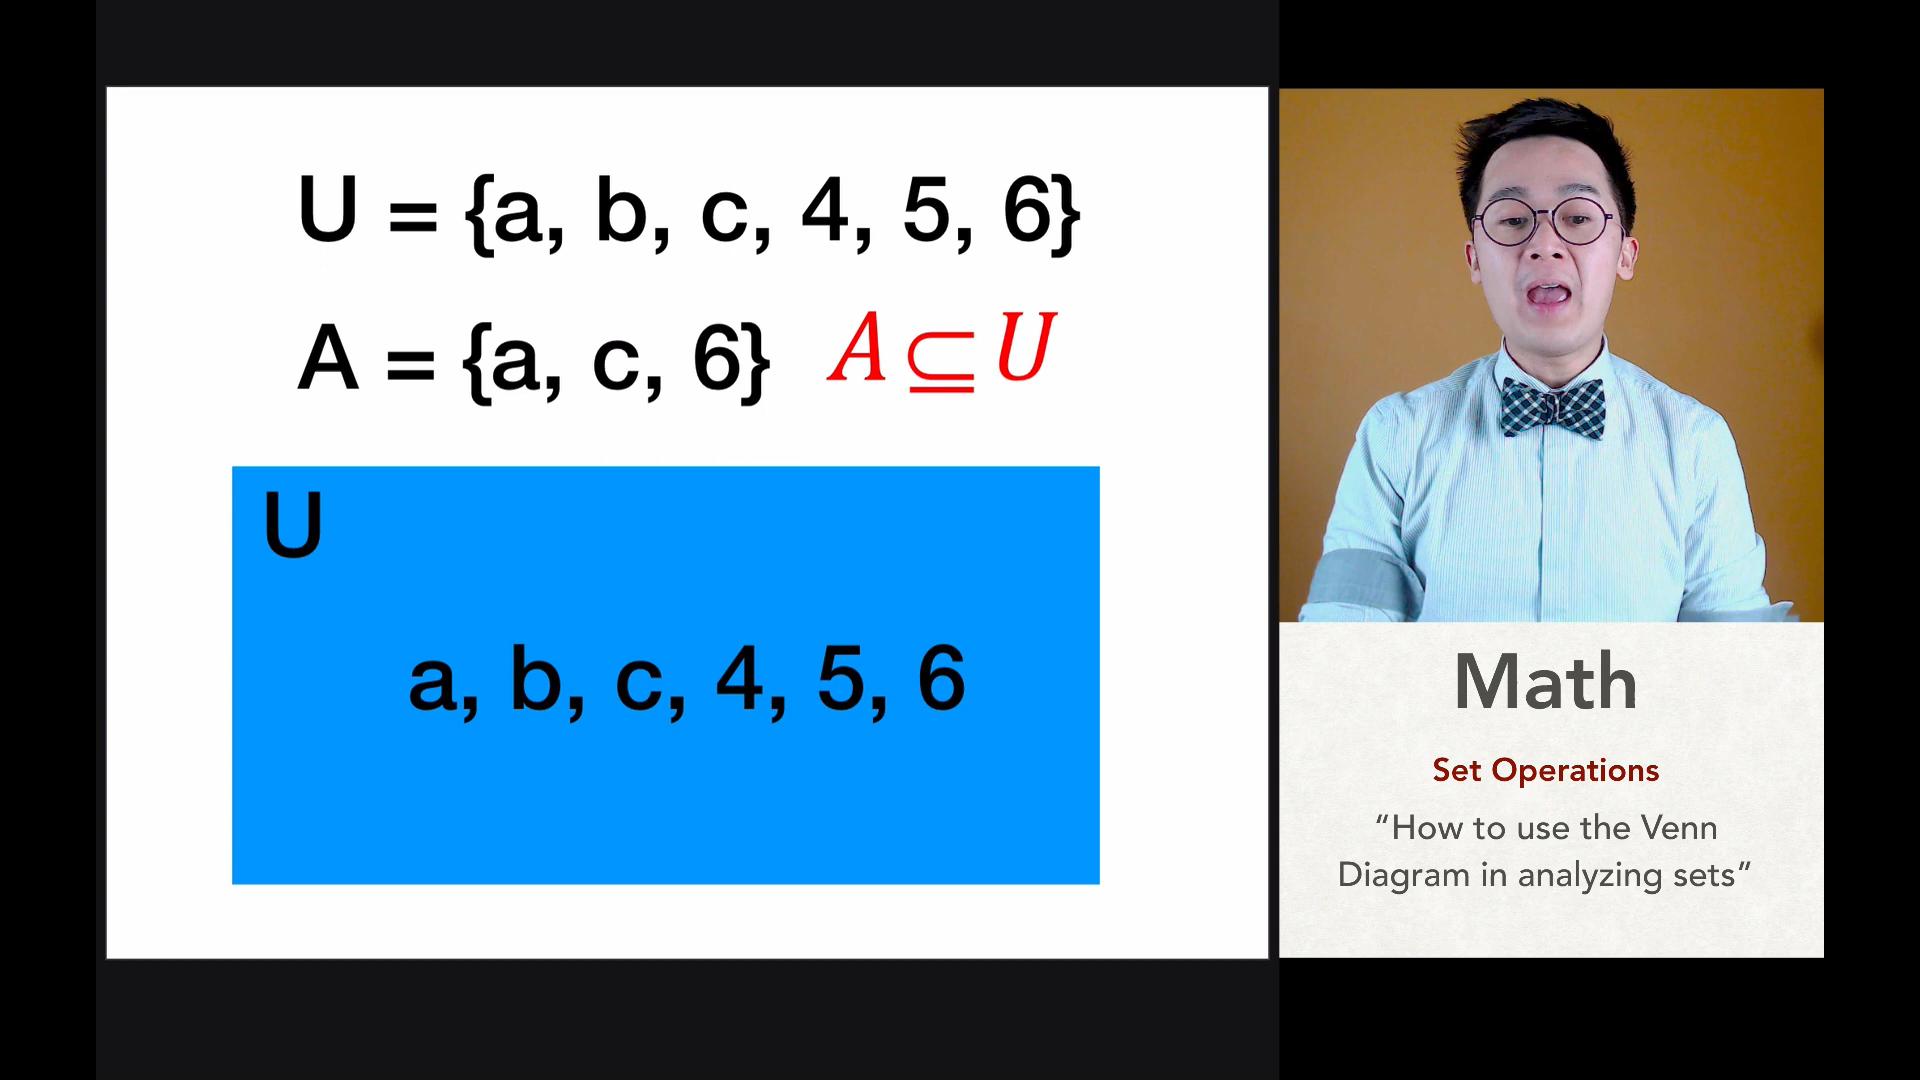 U = {a, b, c, 4, 5, 6}
A = {a, c, 6} A ⊆ U
U
a, b, c, 4, 5, 6
Math
Set Operations
“How to use the Venn
Diagram in analyzing sets”